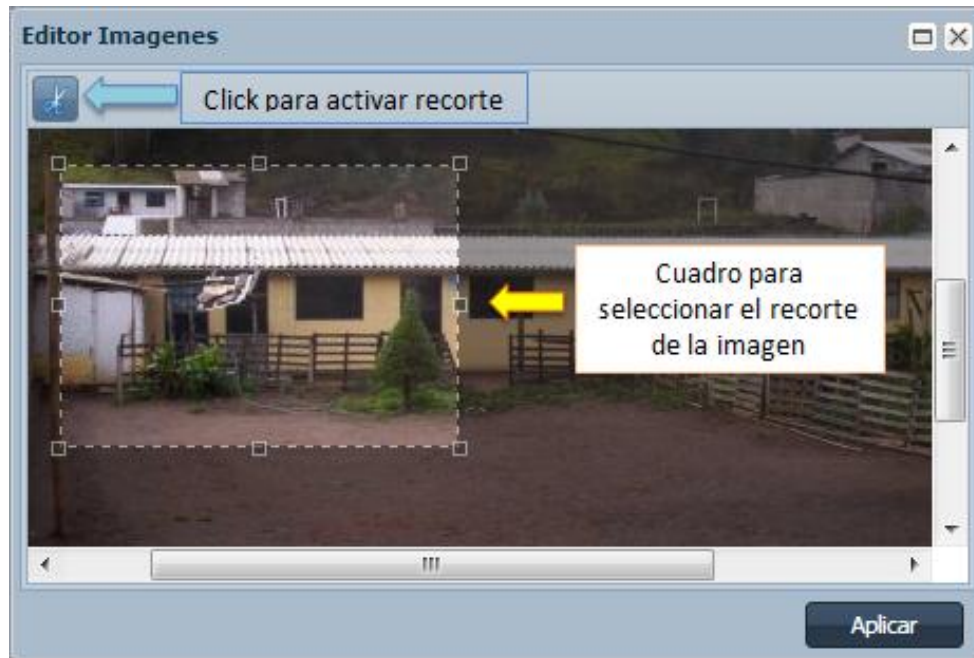 Editor Imagenes
Click para activar recorte
Cuadro para
seleccionar el recorte
de la imagen
Aplicar